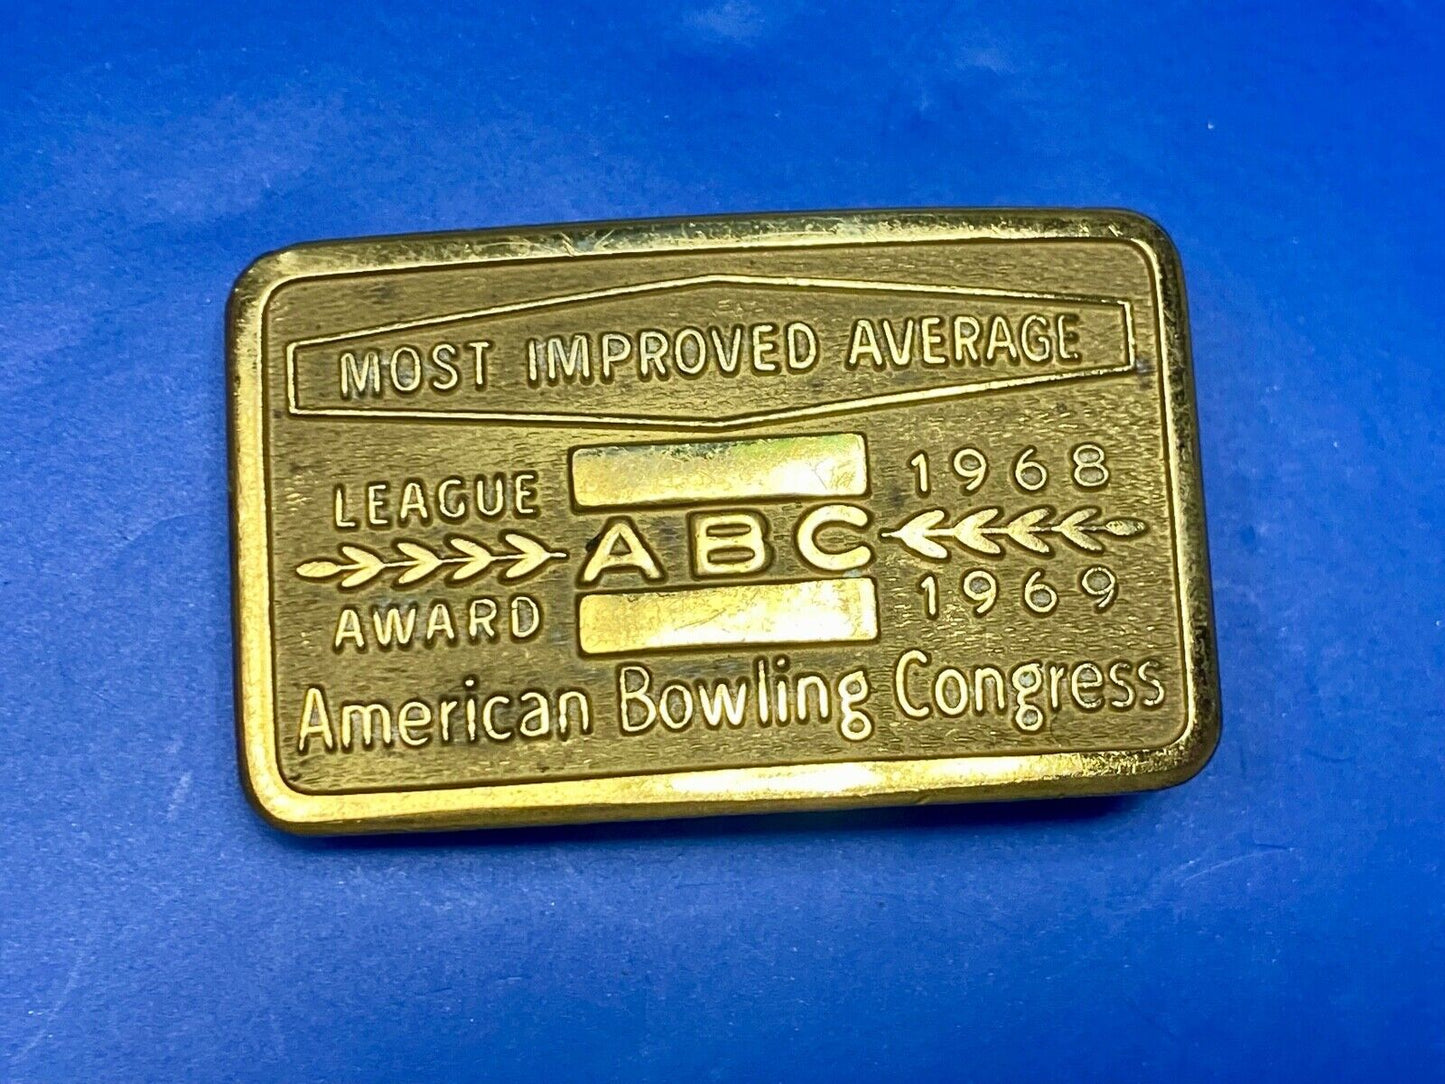 MOST IMPROVED AVERAGE
LEAGUE
AWARD
ABC
1968
1969
American Bowling Congress